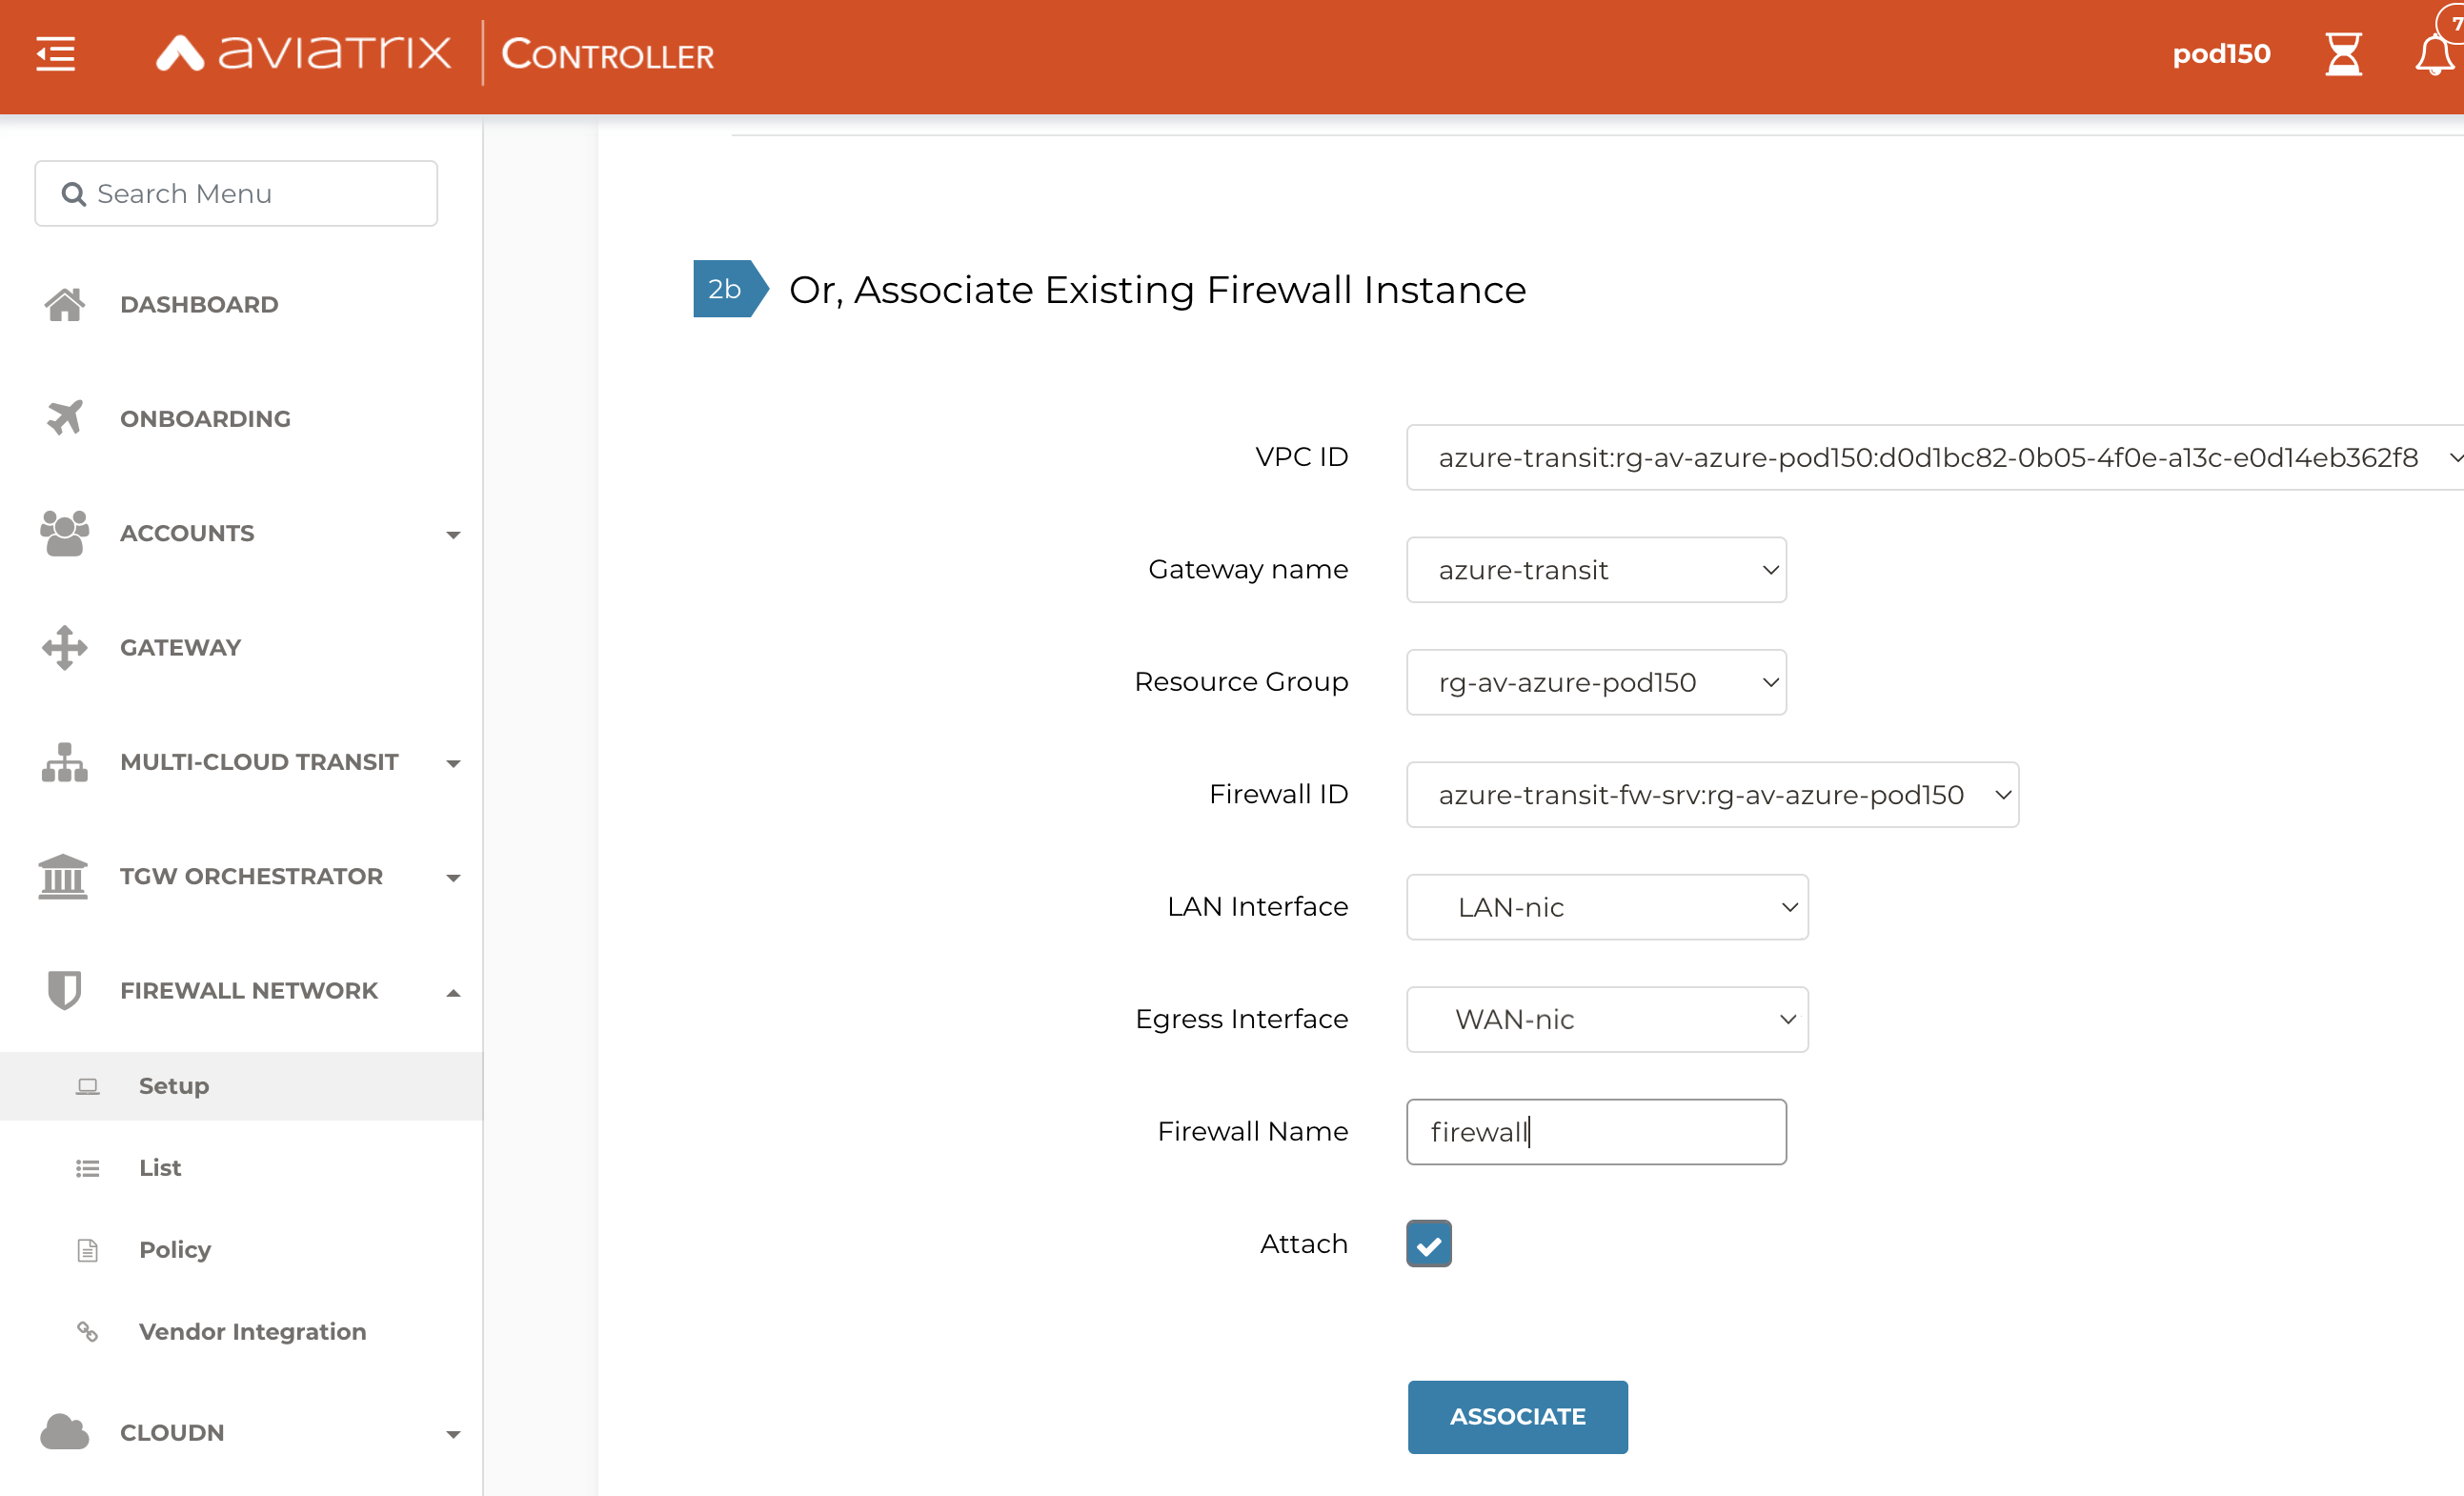 aviatrix Controller
pod150
7
Search Menu
DASHBOARD
ONBOARDING
ACCOUNTS
GATEWAY
MULTI-CLOUD TRANSIT
TGW ORCHESTRATOR
FIREWALL NETWORK
Setup
List
Policy
Vendor Integration
CLOUDN
2b Or, Associate Existing Firewall Instance
VPC ID azure-transit:rg-av-azure-pod150:d0d1bc82-0b05-4f0e-a13c-e0d14eb362f8
Gateway name azure-transit
Resource Group rg-av-azure-pod150
Firewall ID azure-transit-fw-srv:rg-av-azure-pod150
LAN Interface LAN-nic
Egress Interface WAN-nic
Firewall Name firewall
Attach
ASSOCIATE